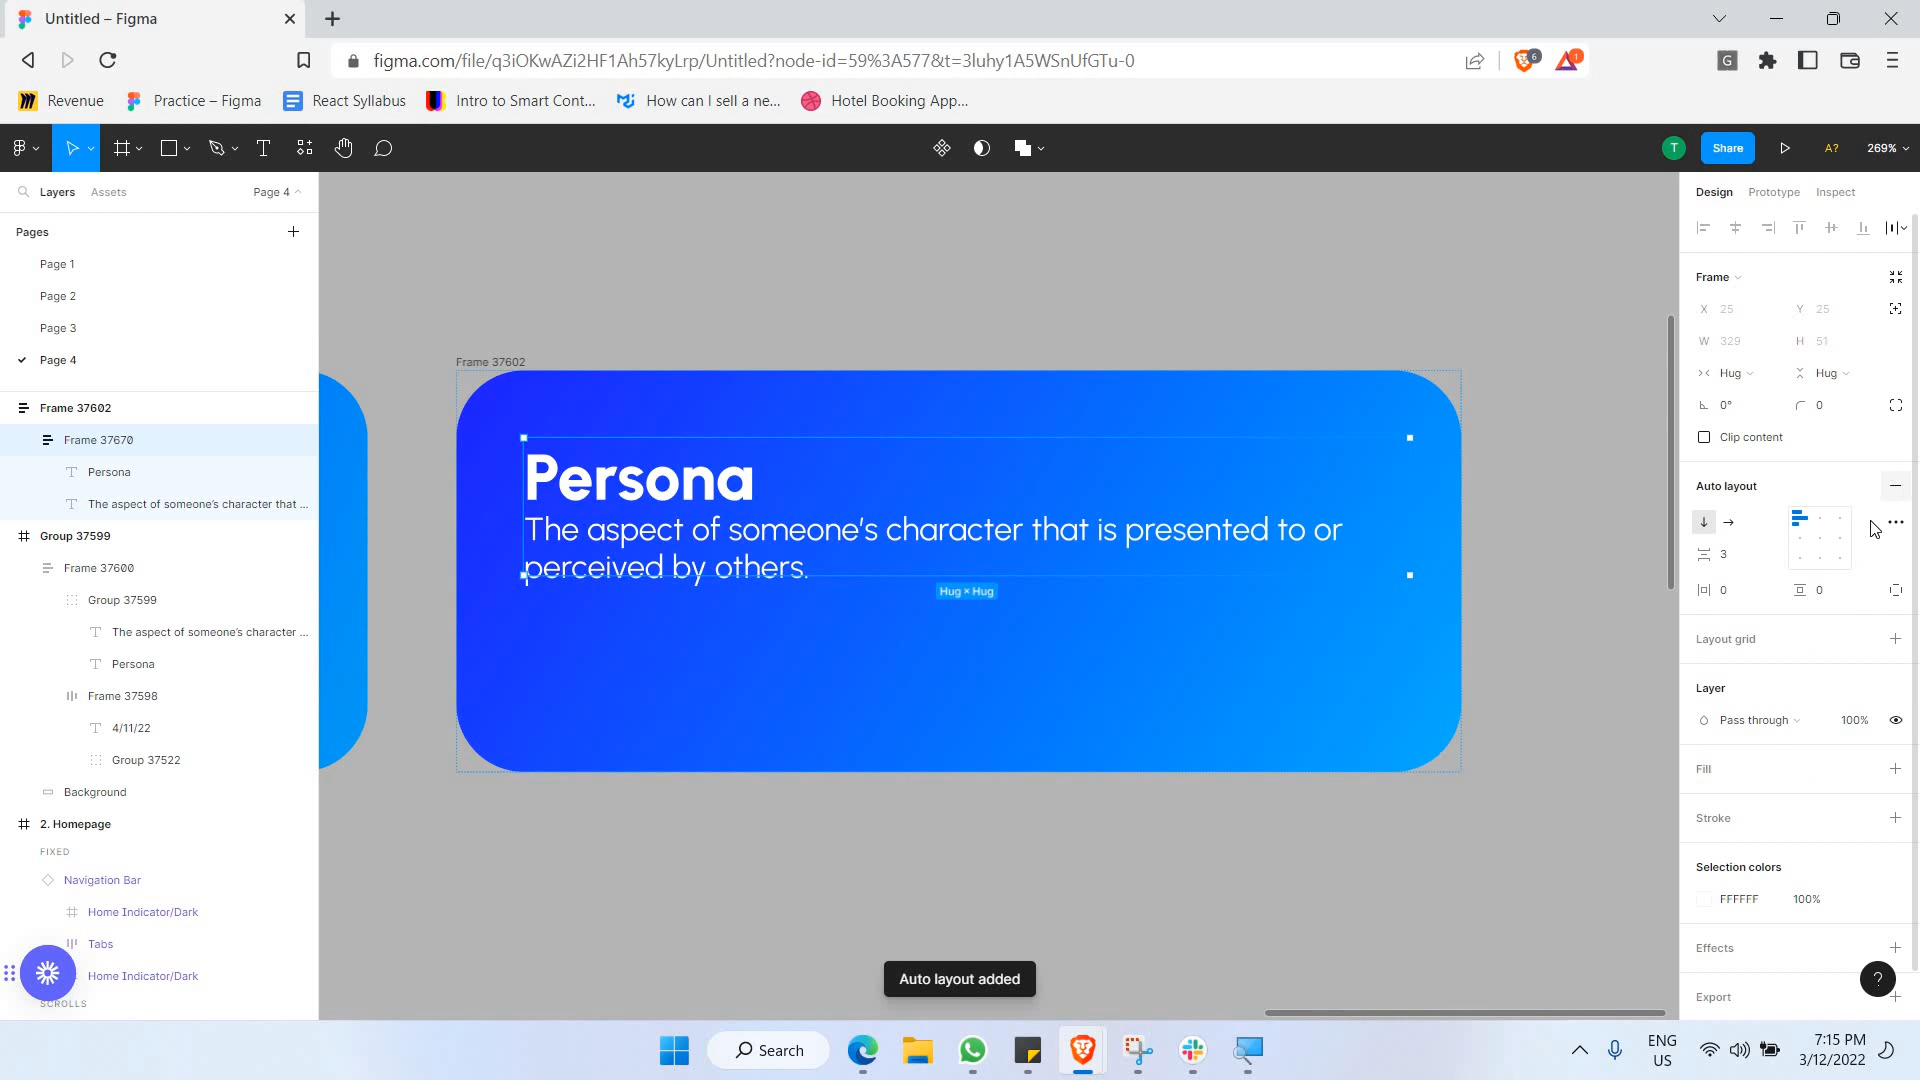 Untitled – Figma
figma.com/file/q3iOKwAZi2HF1Ah57kyLrp/Untitled?node-id=59%3A577&t=3luhy1A5WSnUfGTu-0
6
1
G
Revenue
Practice – Figma
React Syllabus
Intro to Smart Cont...
How can I sell a ne...
Hotel Booking App...
T
Share
A?
269%
Layers
Assets
Page 4
Pages
Page 1
Page 2
Page 3
Page 4
Frame 37602
Frame 37670
Persona
The aspect of someone's character that ...
Group 37599
Frame 37600
Group 37599
The aspect of someone's character ...
Persona
Frame 37598
4/11/22
Group 37522
Background
2. Homepage
FIXED
Navigation Bar
Home Indicator/Dark
Tabs
Home Indicator/Dark
SCROLLS
Frame 37602
Persona
The aspect of someone's character that is presented to or
perceived by others.
Hug × Hug
Auto layout added
Design
Prototype
Inspect
Frame
X 25
Y 25
W 329
H 51
Hug
Hug
0°
0
Clip content
Auto layout
3
0
0
Layout grid
Layer
Pass through
100%
Fill
Stroke
Selection colors
FFFFFF
100%
Effects
?
Export
Search
ENG
US
7:15 PM
3/12/2022